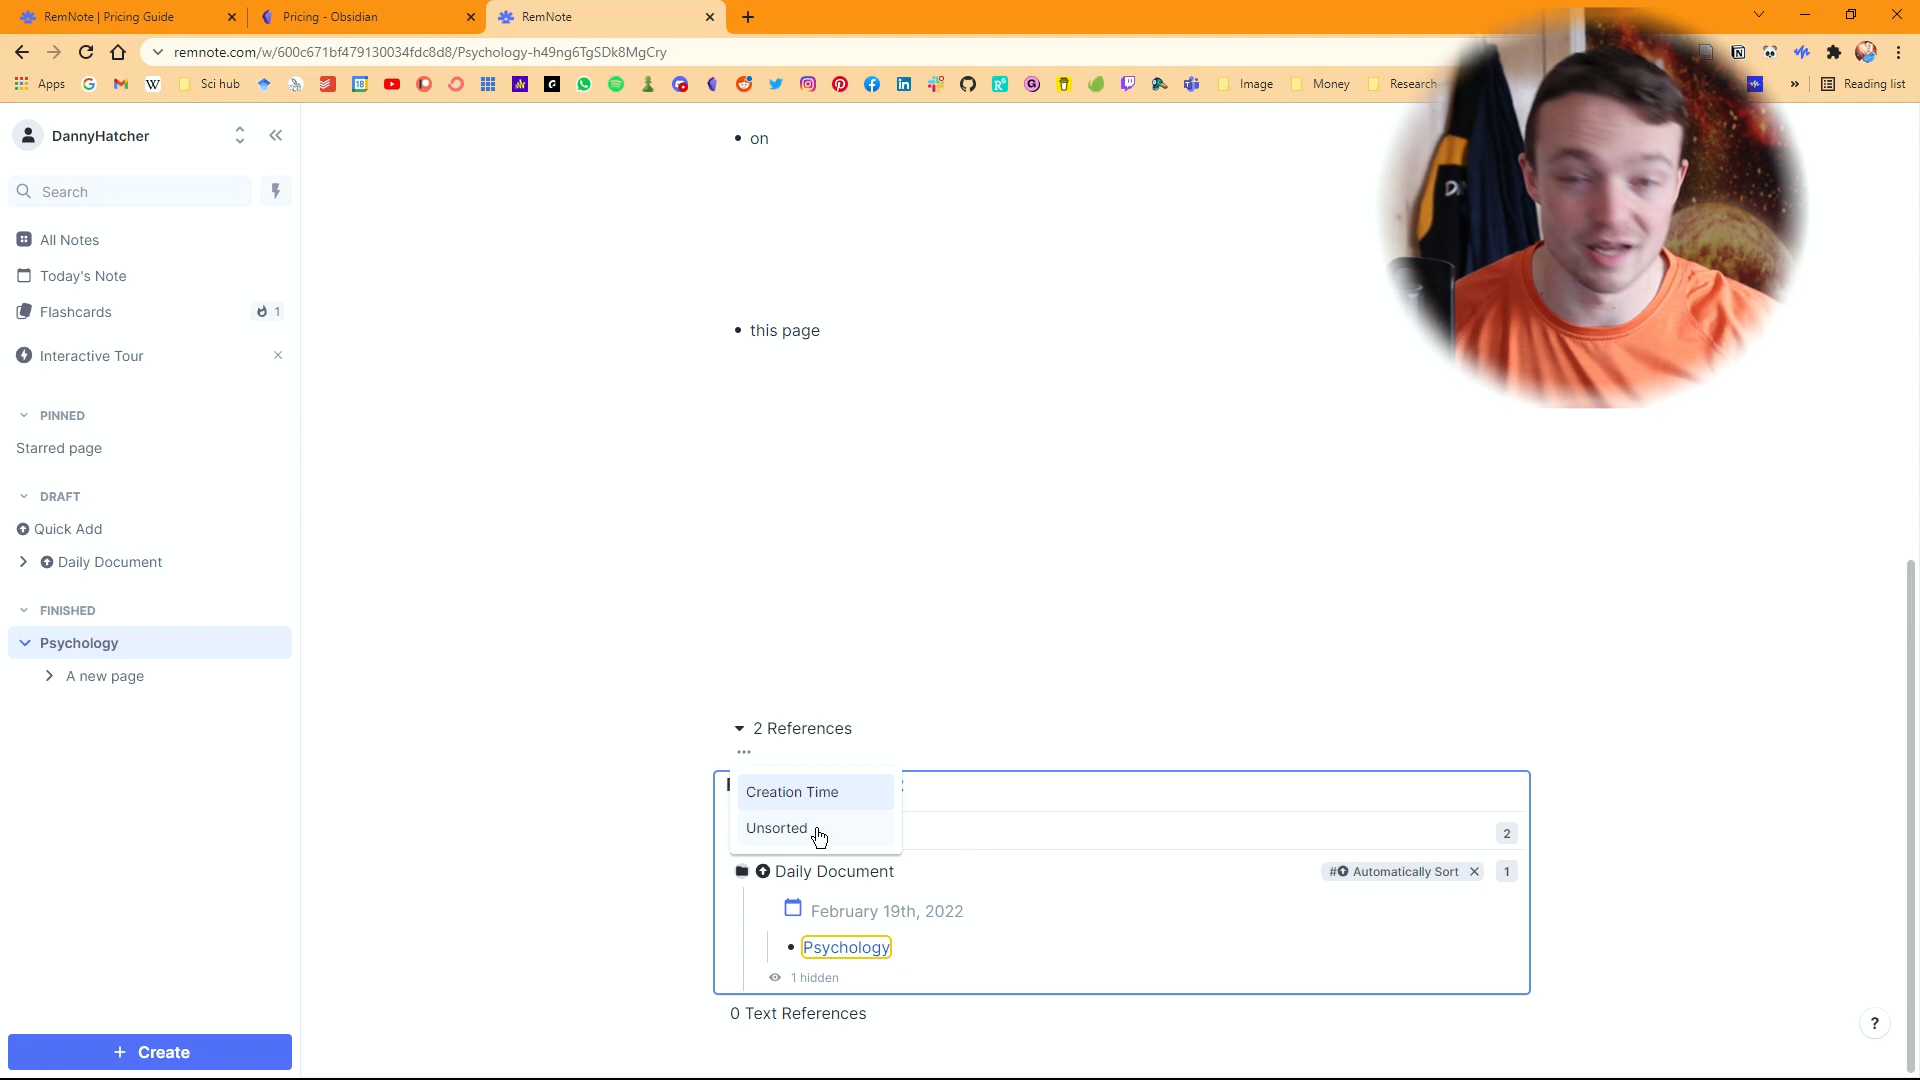 RemNote | Pricing Guide
Pricing - Obsidian
RemNote
remnote.com/w/600c671bf479130034fdc8d8/Psychology-h49ng6TgSDk8MgCry
Apps
Sci hub
18
Image
Money
Research
Reading list
DannyHatcher
Search
All Notes
Today's Note
Flashcards
1
Interactive Tour
PINNED
Starred page
DRAFT
Quick Add
Daily Document
FINISHED
Psychology
A new page
+ Create
• on
• this page
2 References
Creation Time
Unsorted
2
Daily Document
# Automatically Sort
1
February 19th, 2022
• Psychology
1 hidden
0 Text References
?